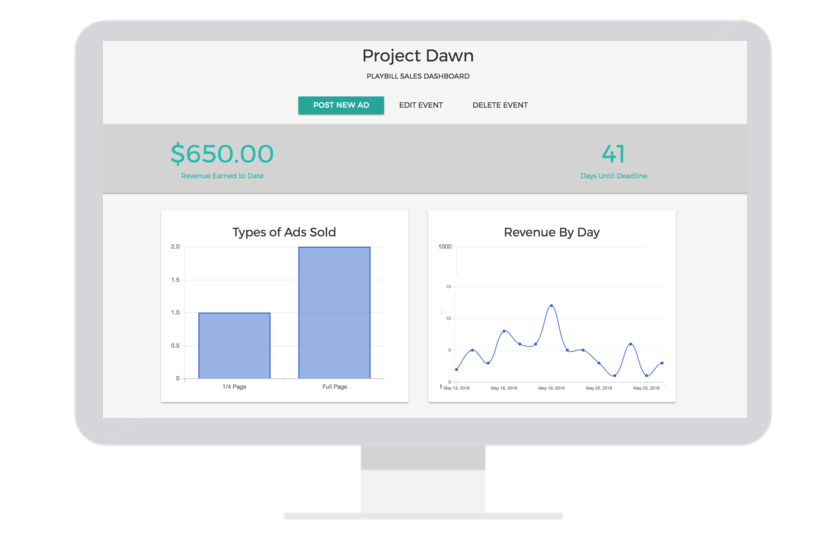 Project Dawn
PLAYBILL SALES DASHBOARD
POST NEW AD EDIT EVENT DELETE EVENT
$650.00
Revenue Earned to Date
41
Days Until Deadline
Types of Ads Sold
2.0
1.5
1.0
0.5
0
1/4 Page Full Page
Revenue By Day
1000
15
10
5
0
May 13, 2016 May 16, 2016 May 19, 2016 May 22, 2016 May 25, 2016